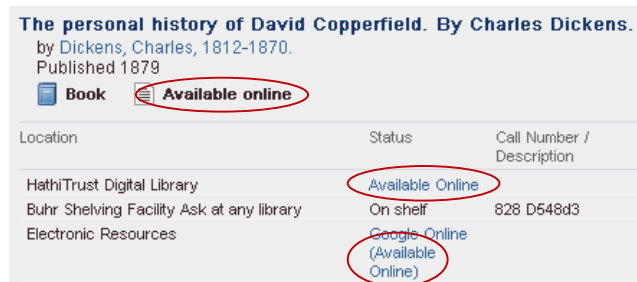 The personal history of David Copperfield. By Charles Dickens.
by Dickens, Charles, 1812-1870.
Published 1879
Book Available online
Location Status Call Number /
Description
HathiTrust Digital Library Available Online
Buhr Shelving Facility Ask at any library On shelf 828 D548d3
Electronic Resources Google Online
(Available
Online)